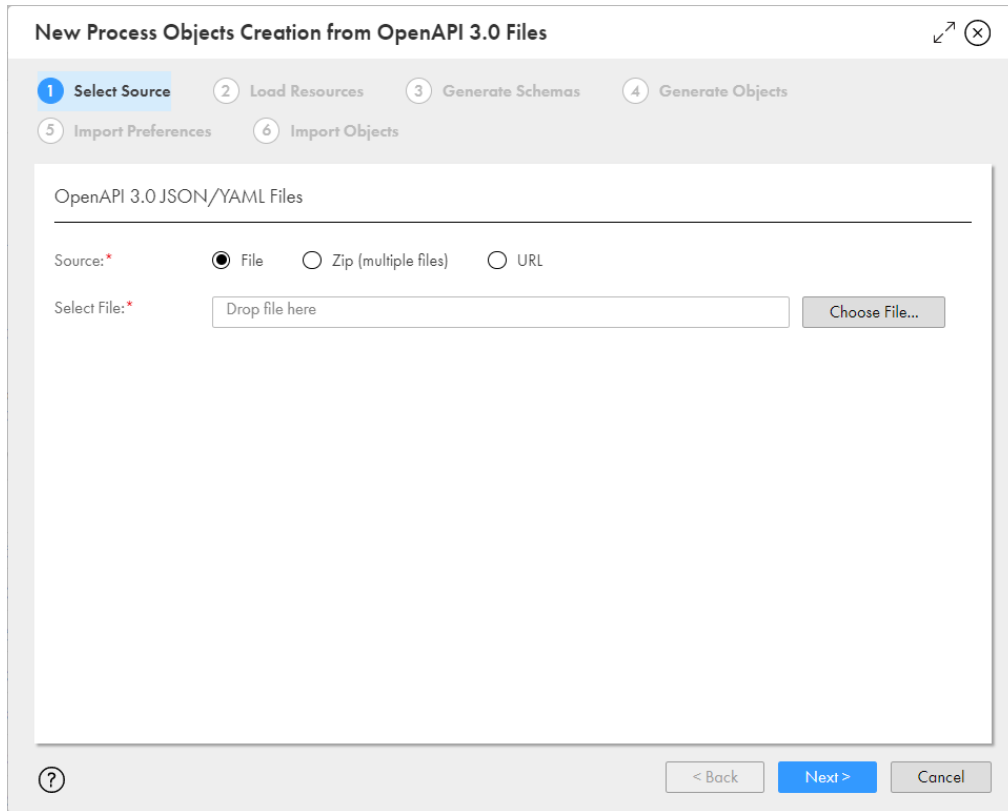 New Process Objects Creation from OpenAPI 3.0 Files
1 Select Source 2 Load Resources 3 Generate Schemas 4 Generate Objects
5 Import Preferences 6 Import Objects
OpenAPI 3.0 JSON/YAML Files
Source:* File Zip (multiple files) URL
Select File:* Drop file here Choose File...
? < Back Next > Cancel